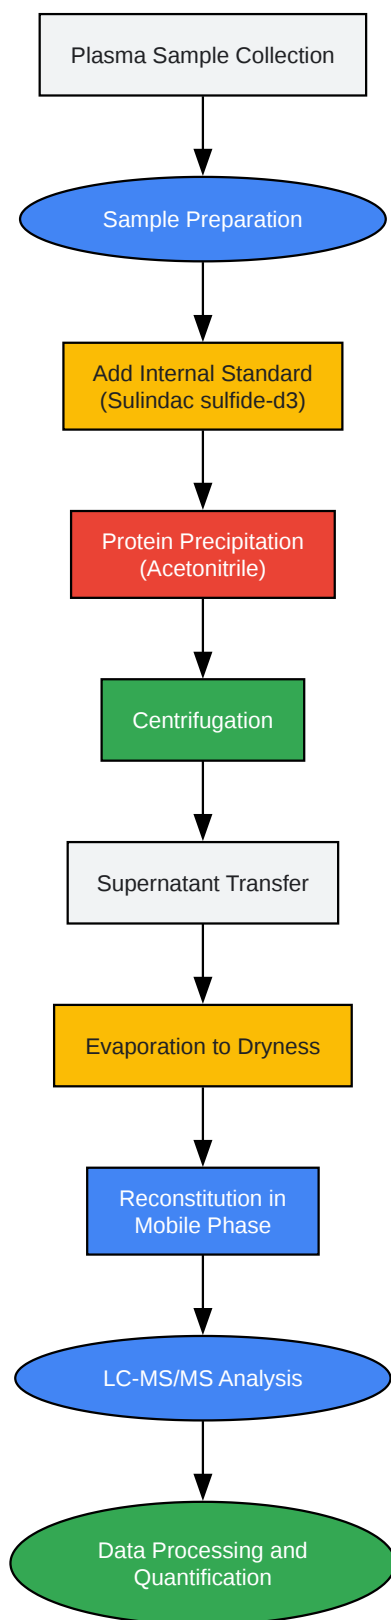 Plasma Sample Collection
Sample Preparation
Add Internal Standard
(Sulindac sulfide-d3)
Protein Precipitation
(Acetonitrile)
Centrifugation
Supernatant Transfer
Evaporation to Dryness
Reconstitution in
Mobile Phase
LC-MS/MS Analysis
Data Processing and
Quantification